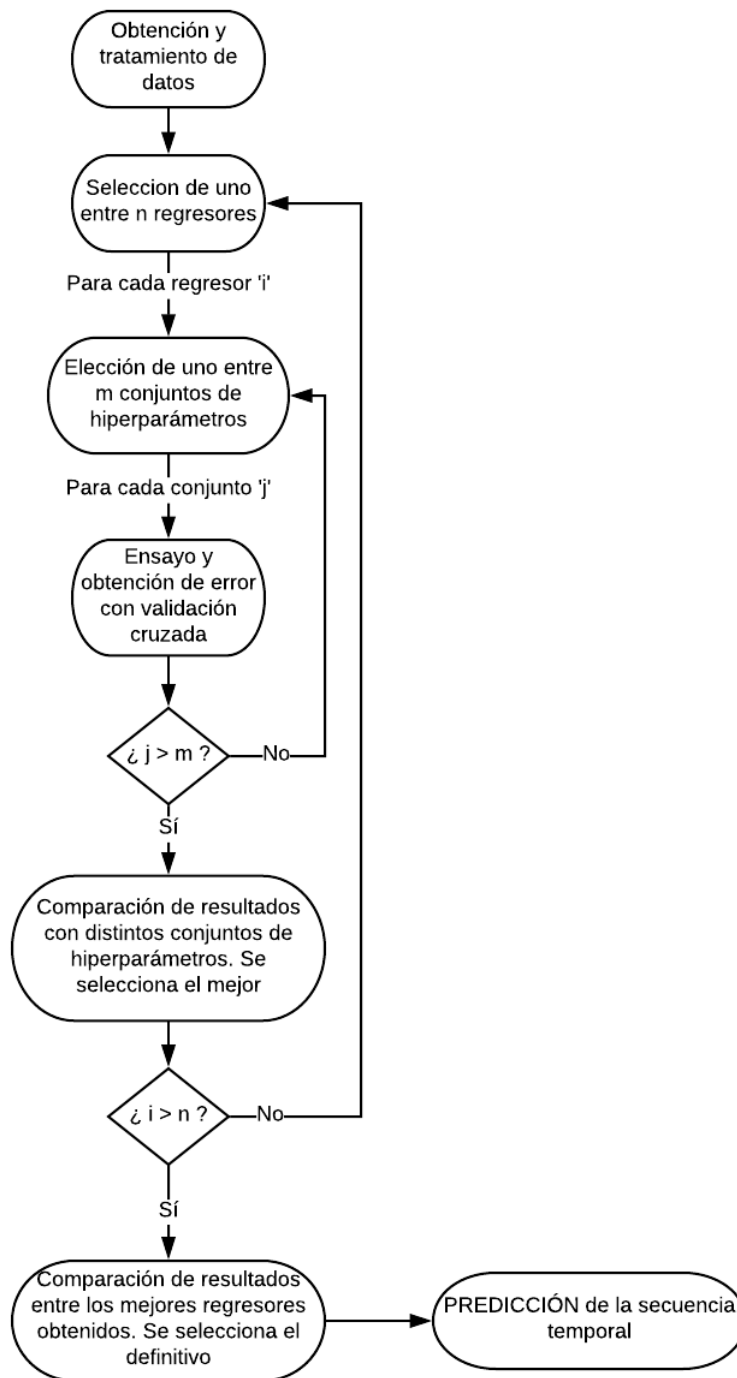 Obtención y
tratamiento de
datos
Seleccion de uno
entre n regresores
Para cada regresor 'i'
Elección de uno entre
m conjuntos de
hiperparámetros
Para cada conjunto 'j'
Ensayo y
obtención de error
con validación
cruzada
¿ j > m ?
No
Sí
Comparación de resultados
con distintos conjuntos de
hiperparámetros. Se
selecciona el mejor
¿ i > n ?
No
Sí
Comparación de resultados
entre los mejores regresores
obtenidos. Se selecciona el
definitivo
PREDICCIÓN de la secuencia
temporal